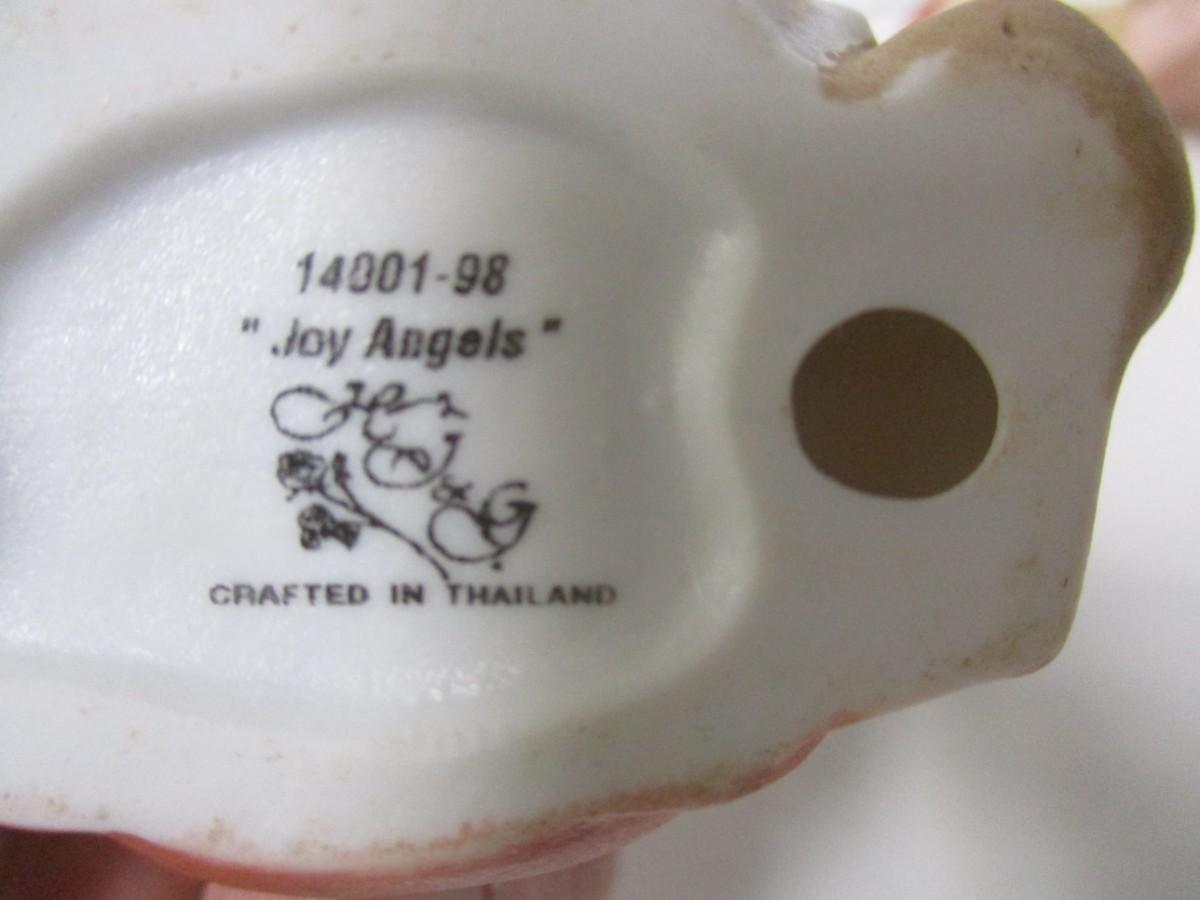 14001-98
" Joy Angels "
CRAFTED IN THAILAND